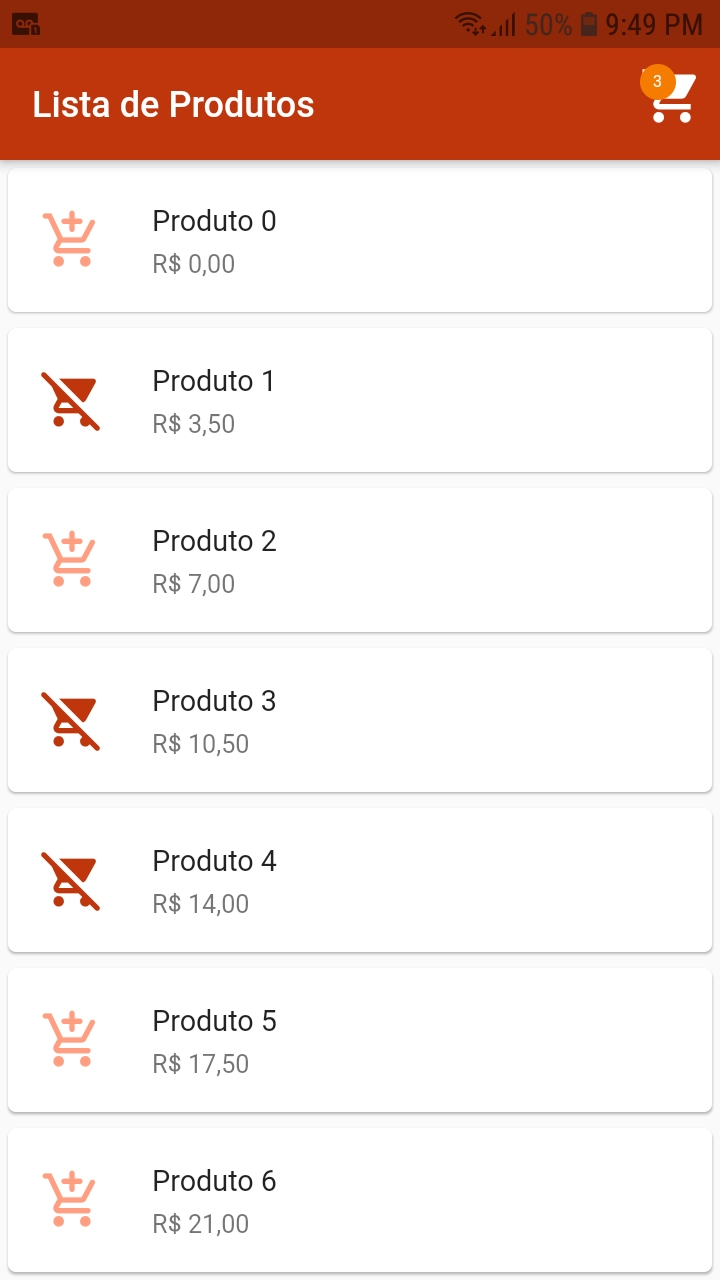 50% 9:49 PM
Lista de Produtos
3
Produto 0
R$ 0,00
Produto 1
R$ 3,50
Produto 2
R$ 7,00
Produto 3
R$ 10,50
Produto 4
R$ 14,00
Produto 5
R$ 17,50
Produto 6
R$ 21,00